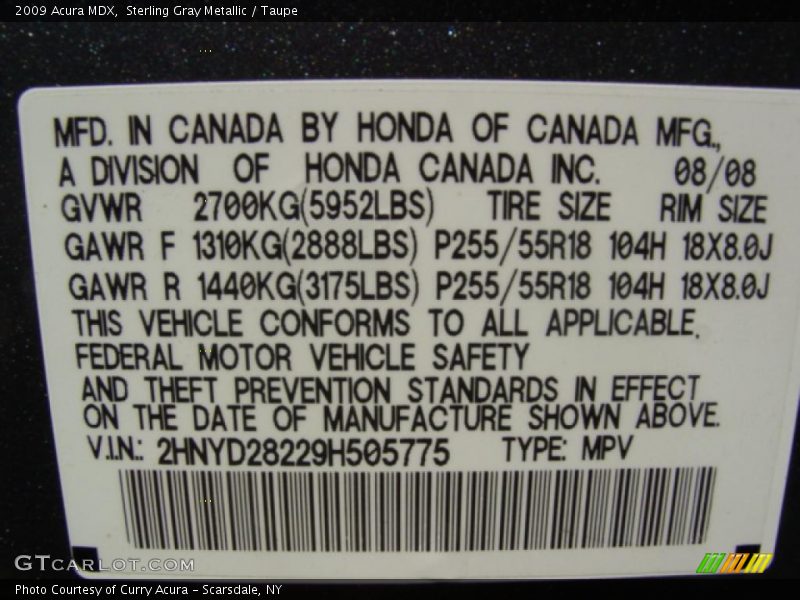 2009 Acura MDX,  Sterling Gray Metallic / Taupe
MFD. IN CANADA BY HONDA OF CANADA MFG.,
A DIVISION OF HONDA CANADA INC. 08/08
GVWR 2700KG(5952LBS) TIRE SIZE RIM SIZE
GAWR F 1310KG(2888LBS) P255/55R18 104H 18X8.0J
GAWR R 1440KG(3175LBS) P255/55R18 104H 18X8.0J
THIS VEHICLE CONFORMS TO ALL APPLICABLE.
FEDERAL MOTOR VEHICLE SAFETY
AND THEFT PREVENTION STANDARDS IN EFFECT
ON THE DATE OF MANUFACTURE SHOWN ABOVE.
V.I.N.: 2HNYD28229H505775 TYPE: MPV
GTCARLOT.COM
Photo Courtesy of Curry Acura - Scarsdale, NY